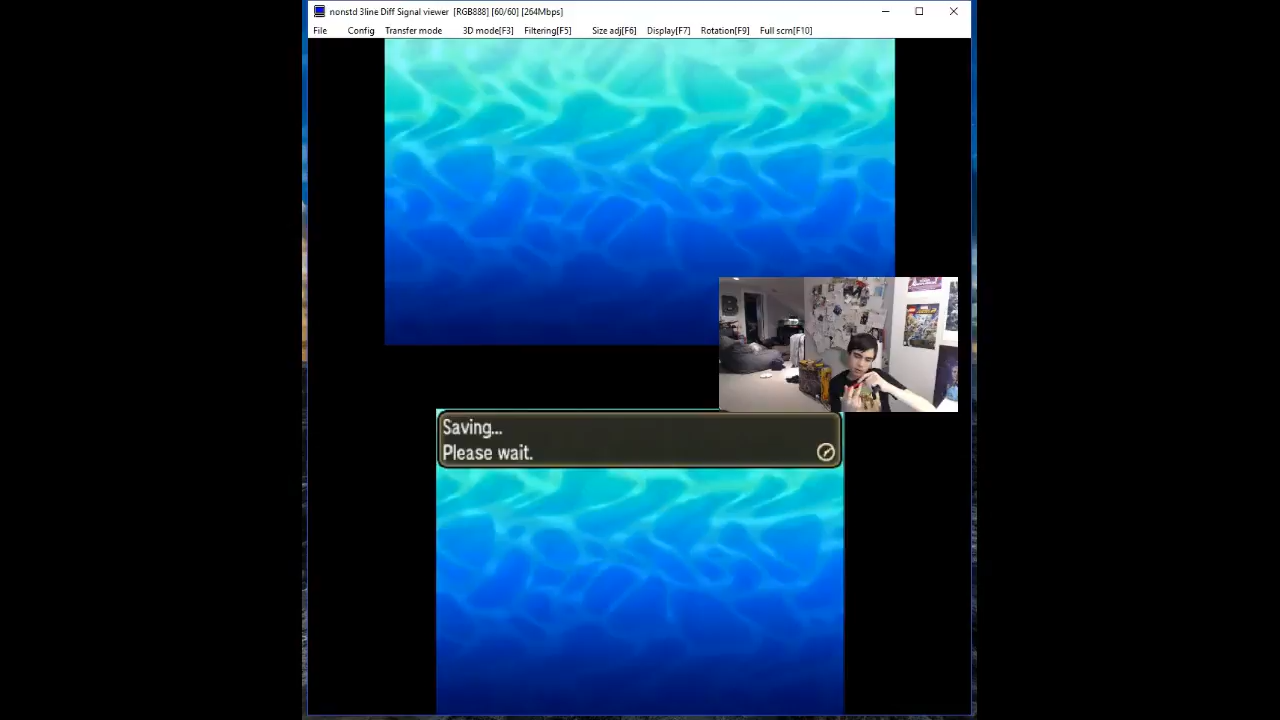 nonstd 3line Diff Signal viewer [RGB888] [60/60] [264Mbps]
File Config Transfer mode 3D mode[F3] Filtering[F5] Size adj[F6] Display[F7] Rotation[F9] Full scrn[F10]
Saving...
Please wait.